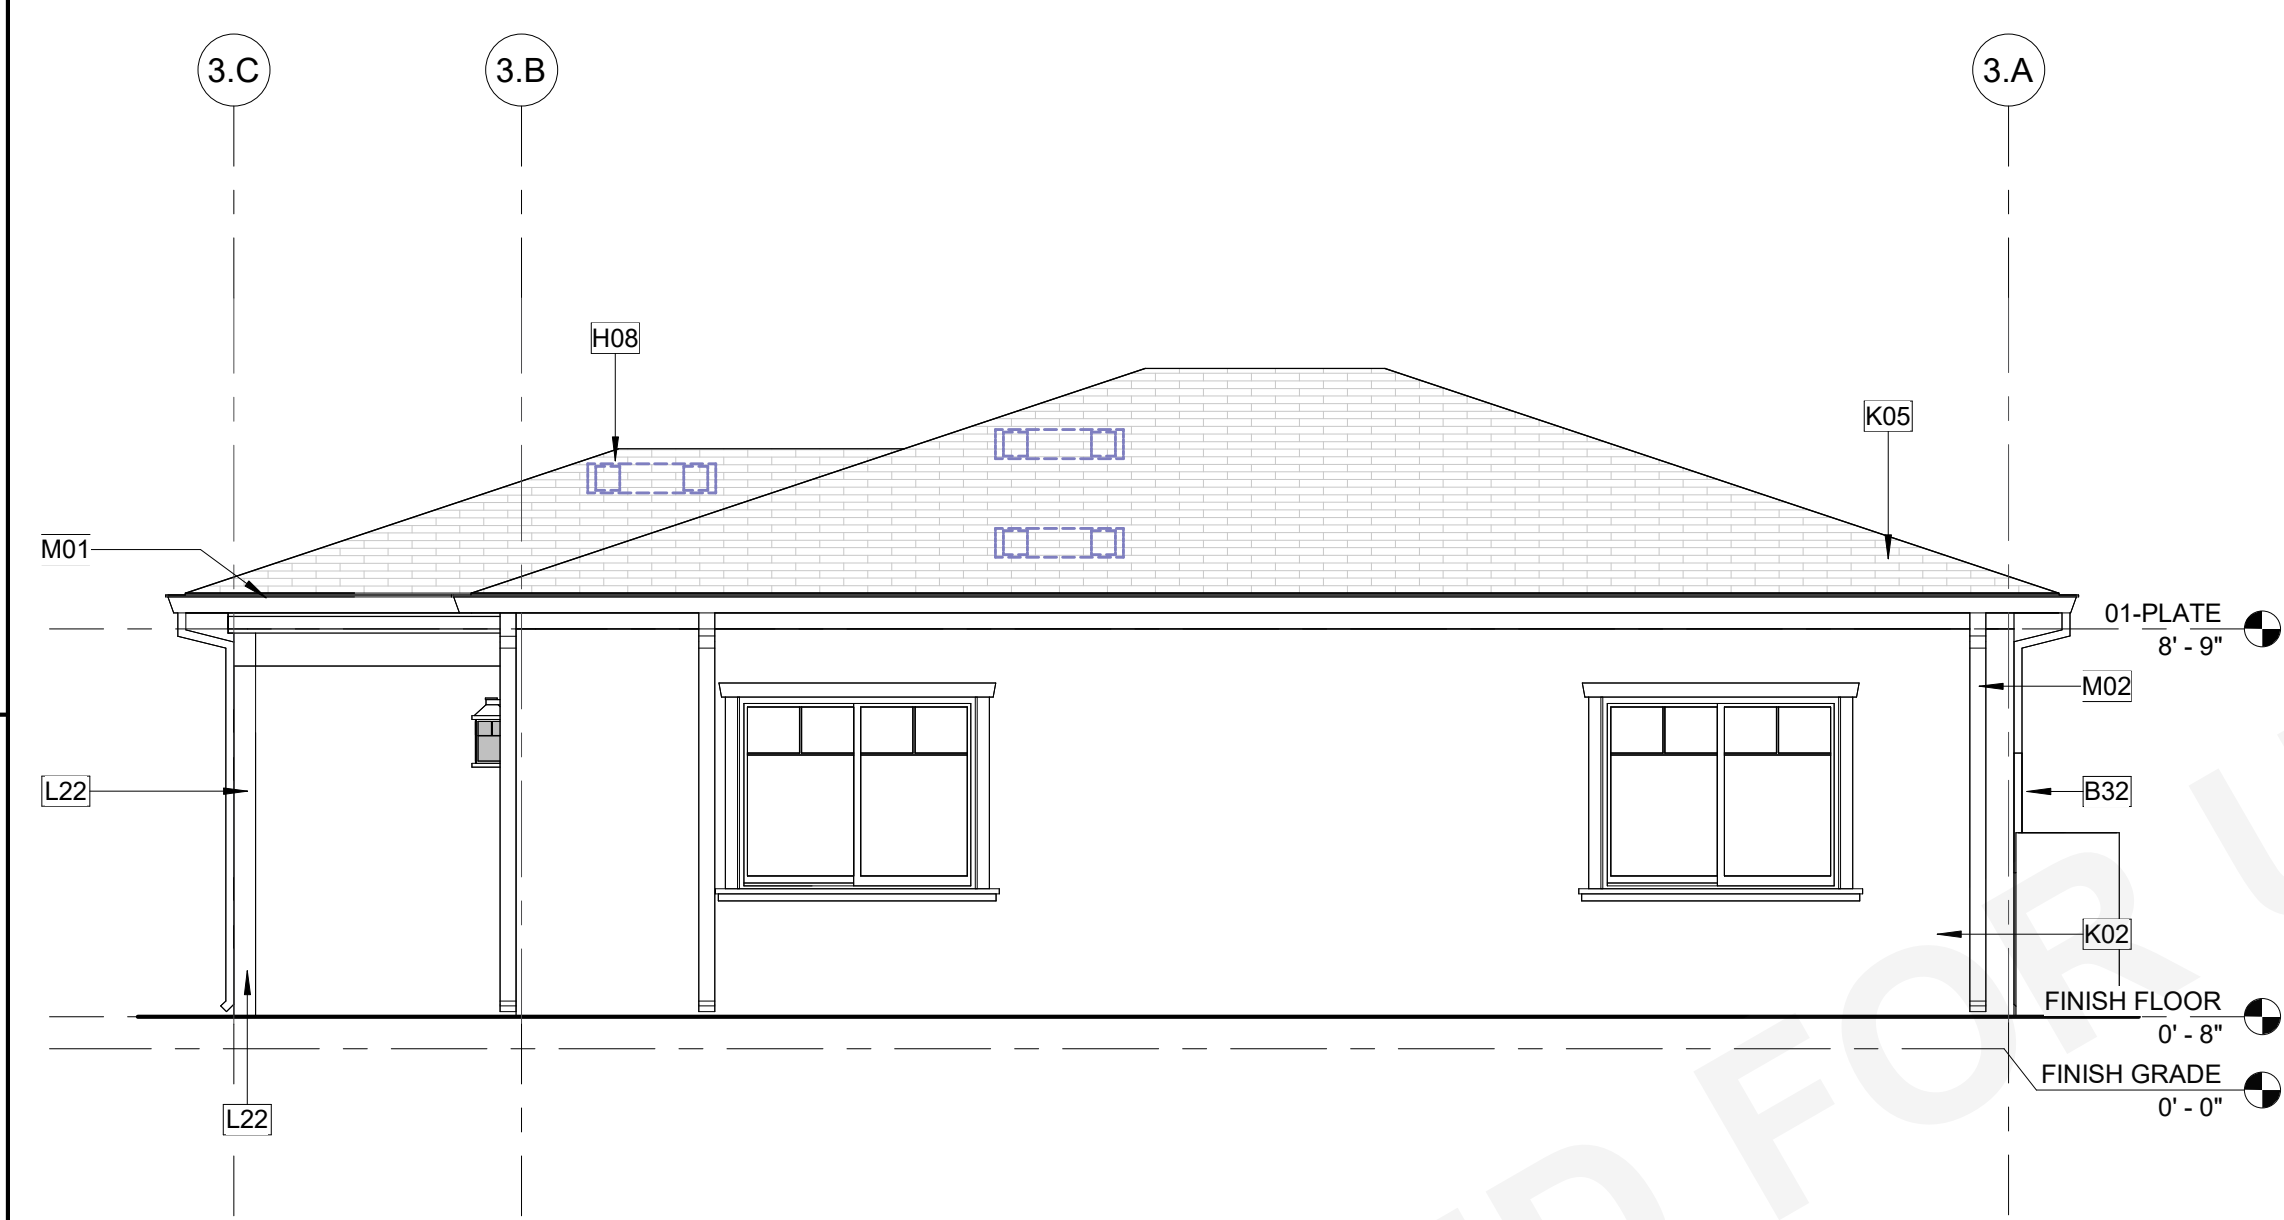 3.C
3.B
3.A
H08
K05
M01
01-PLATE
8' - 9"
M02
L22
B32
K02
FINISH FLOOR
0' - 8"
FINISH GRADE
0' - 0"
L22
FOR